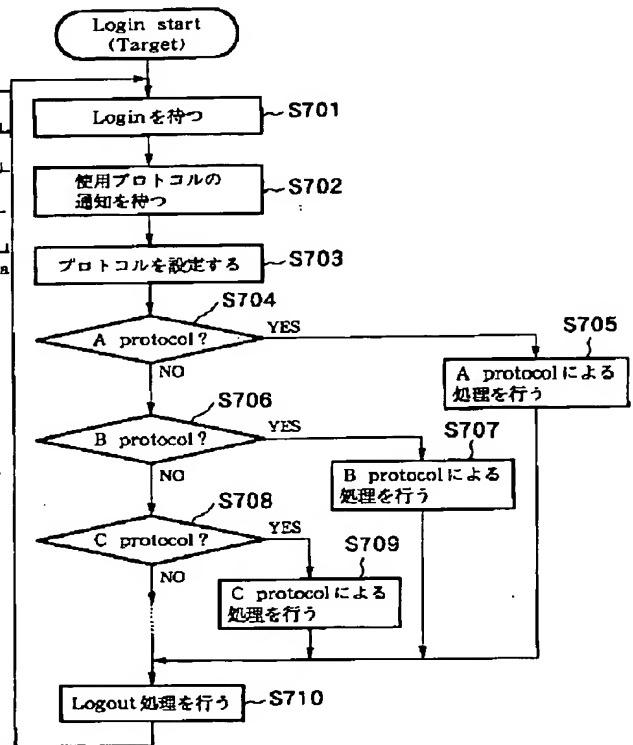 Login start
(Target)
Loginを待つ
S701
使用プロトコルの
通知を待つ
S702
プロトコルを設定する
S703
S704
A protocol?
YES
NO
S705
A protocolによる
処理を行う
S706
B protocol?
YES
NO
S707
B protocolによる
処理を行う
S708
C protocol?
YES
NO
S709
C protocolによる
処理を行う
Logout処理を行う
S710